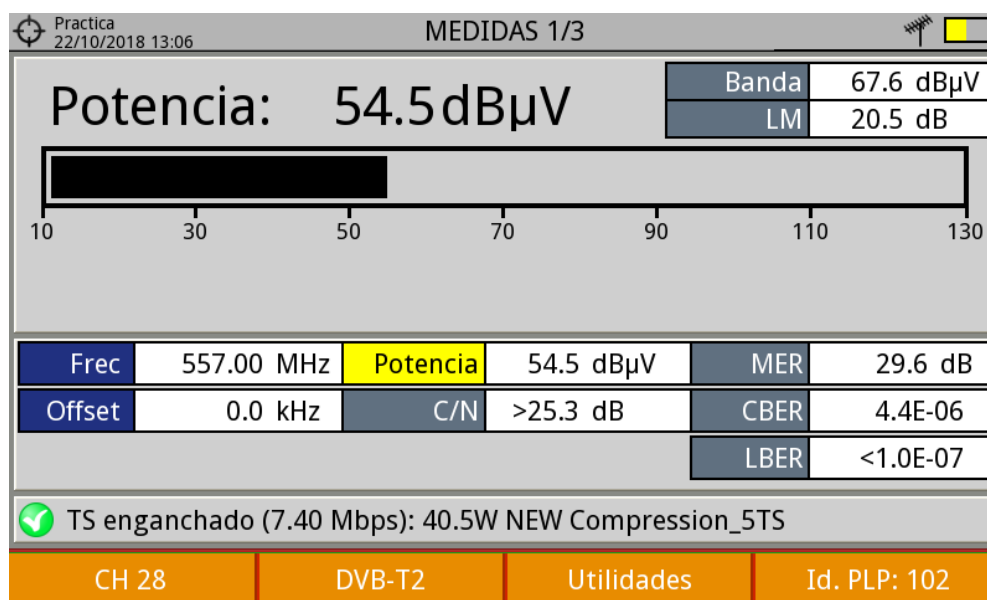 Practica
22/10/2018 13:06
MEDIDAS 1/3
Potencia: 54.5 dBµV
Banda 67.6 dBµV
LM 20.5 dB
10 30 50 70 90 110 130
Frec 557.00 MHz Potencia 54.5 dBµV MER 29.6 dB
Offset 0.0 kHz C/N >25.3 dB CBER 4.4E-06
LBER <1.0E-07
TS enganchado (7.40 Mbps): 40.5W NEW Compression_5TS
CH 28 DVB-T2 Utilidades Id. PLP: 102